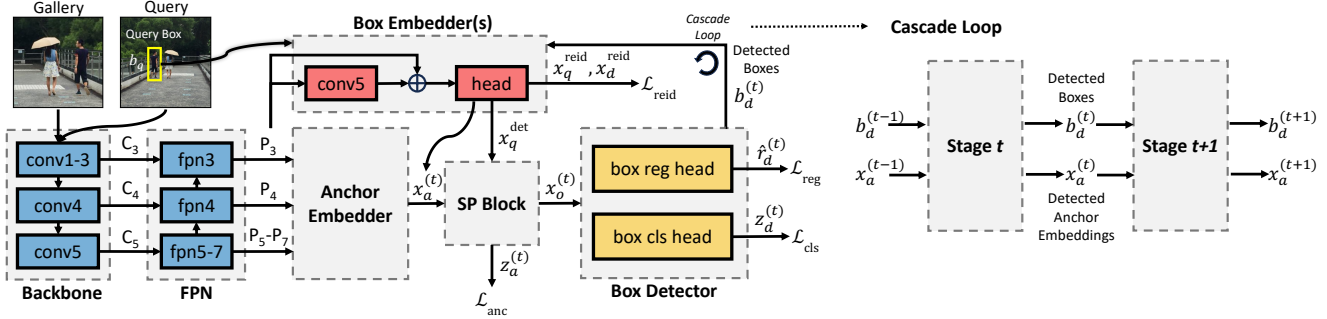 Gallery
Query
Query Box
b_q
Box Embedder(s)
conv5
⊕
head
x_q^reid , x_d^reid
ℒ_reid
Cascade
Loop
Detected
Boxes
b_d^(t)
conv1-3
conv4
conv5
Backbone
C_3
C_4
C_5
fpn3
fpn4
fpn5-7
FPN
P_3
P_4
P_5-P_7
Anchor
Embedder
x_a^(t)
x_q^det
SP Block
z_a^(t)
ℒ_anc
x_o^(t)
box reg head
box cls head
Box Detector
r̂_d^(t)
ℒ_reg
z_d^(t)
ℒ_cls
Cascade Loop
b_d^(t−1)
x_a^(t−1)
Stage t
Detected
Boxes
b_d^(t)
x_a^(t)
Detected
Anchor
Embeddings
Stage t+1
b_d^(t+1)
x_a^(t+1)